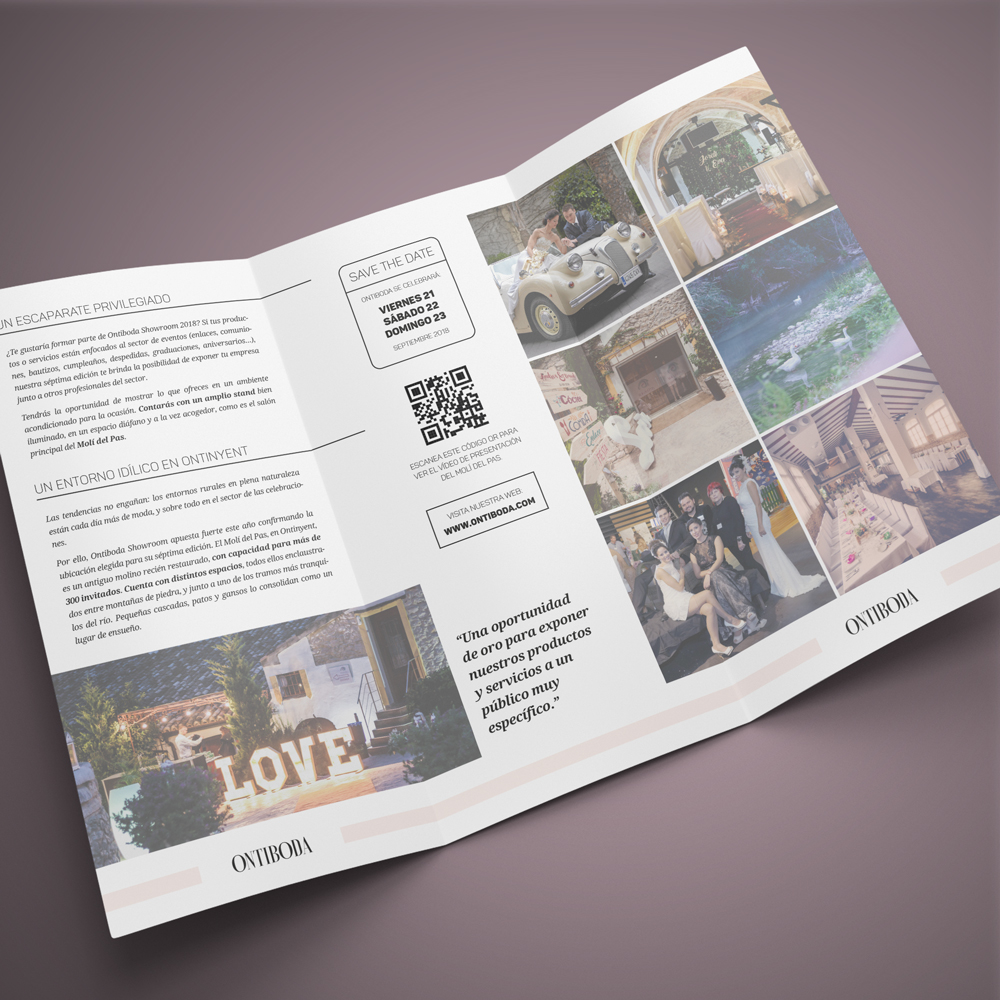 UN ESCAPARATE PRIVILEGIADO
¿Te gustaría formar parte de Ontiboda Showroom 2018? Si tus produc-
tos o servicios están enfocados al sector de eventos (enlaces, comunio-
nes, bautizos, cumpleaños, despedidas, graduaciones, aniversarios...),
nuestra séptima edición te brinda la posibilidad de exponer tu empresa
junto a otros profesionales del sector.
Tendrás la oportunidad de mostrar lo que ofreces en un ambiente
acondicionado para la ocasión. Contarás con un amplio stand bien
iluminado, en un espacio diáfano y a la vez acogedor, como es el salón
principal del Molí del Pas.
UN ENTORNO IDÍLICO EN ONTINYENT
Las tendencias no engañan: los entornos rurales en plena naturaleza
están cada día más de moda, y sobre todo en el sector de las celebracio-
nes.
Por ello, Ontiboda Showroom apuesta fuerte este año confirmando la
ubicación elegida para su séptima edición. El Molí del Pas, en Ontinyent,
es un antiguo molino recién restaurado, con capacidad para más de
300 invitados. Cuenta con distintos espacios, todos ellos enclaustra-
dos entre montañas de piedra, y junto a uno de los tramos más tranqui-
los del río. Pequeñas cascadas, patos y gansos lo consolidan como un
lugar de ensueño.
LOVE
ONTIBODA
SAVE THE DATE
ONTIBODA SE CELEBRARÁ:
VIERNES 21
SÁBADO 22
DOMINGO 23
SEPTIEMBRE 2018
ESCANEA ESTE CÓDIGO QR PARA
VER EL VÍDEO DE PRESENTACIÓN
DEL MOLÍ DEL PAS.
VISITA NUESTRA WEB:
WWW.ONTIBODA.COM
“Una oportunidad
de oro para exponer
nuestros productos
y servicios a un
público muy
específico.”
ONTIBODA